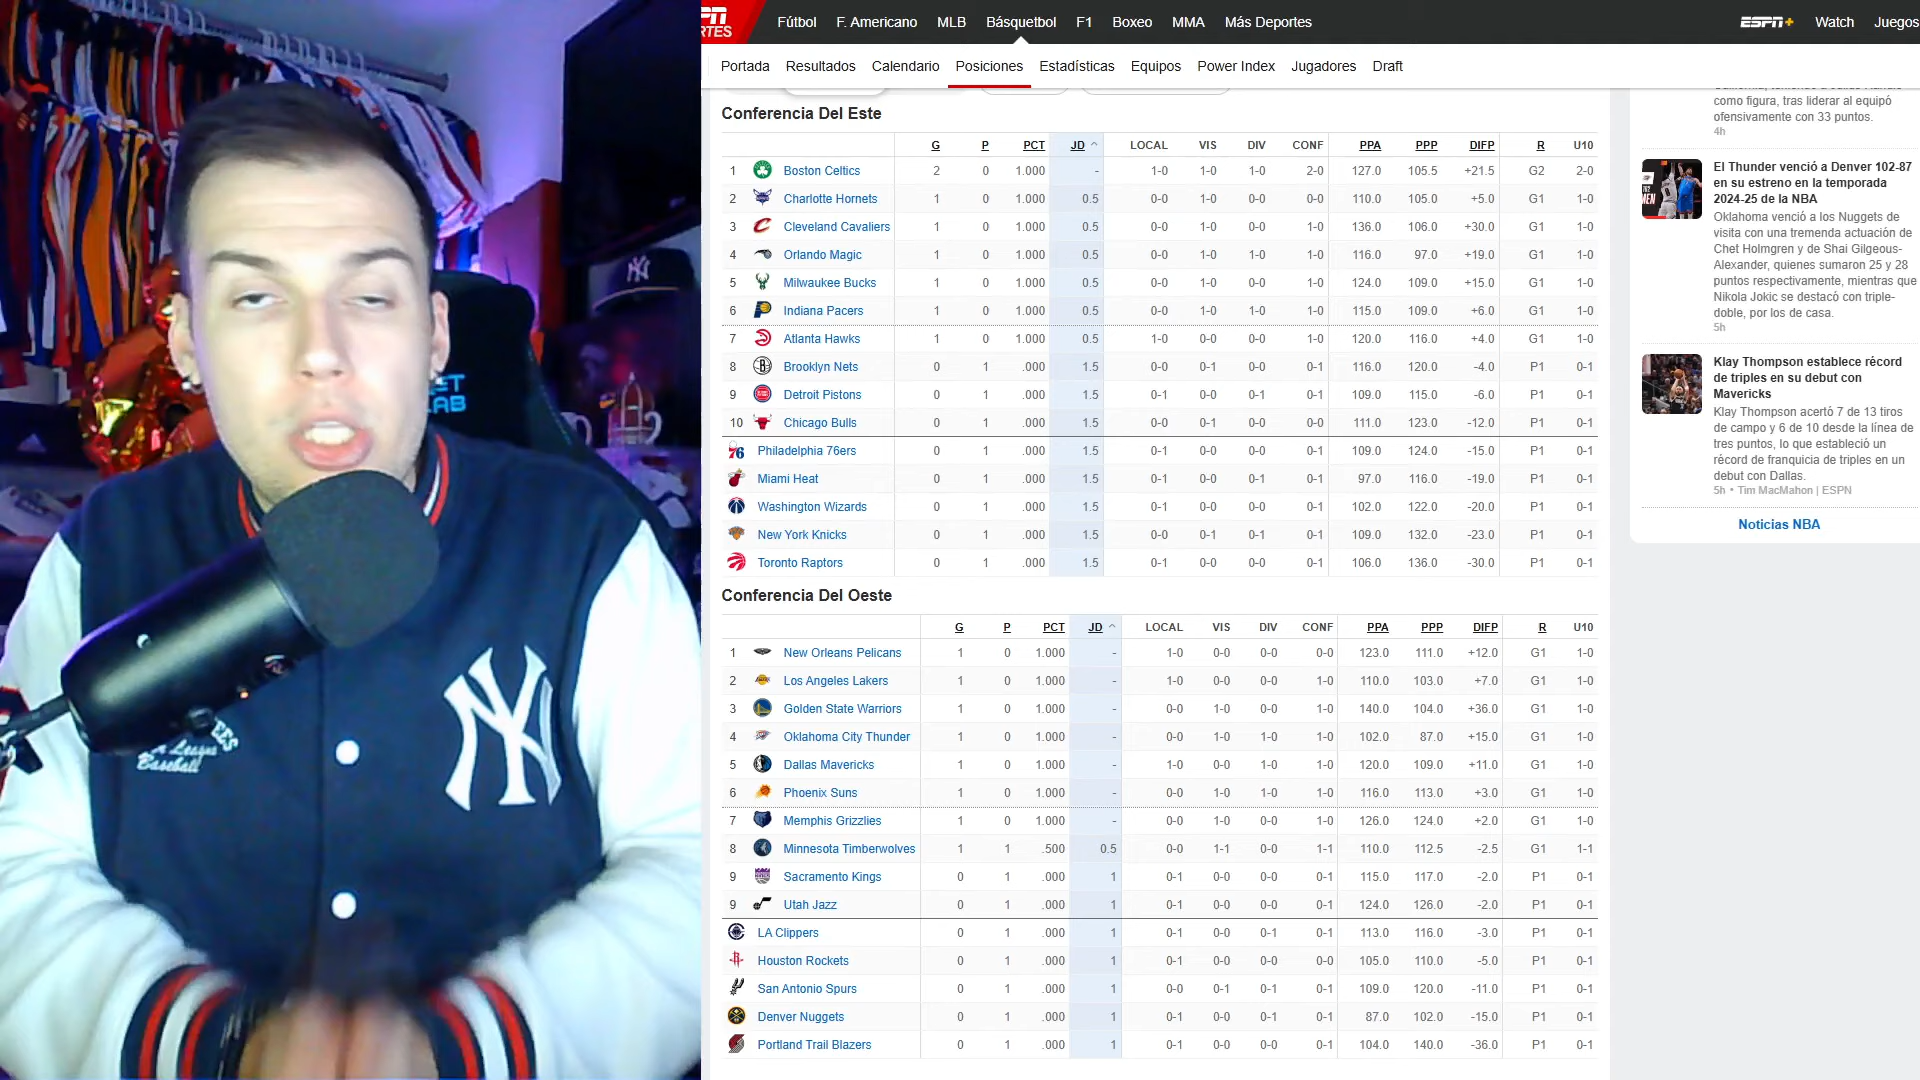 RTES
Fútbol F. Americano MLB Básquetbol F1 Boxeo MMA Más Deportes ESPN+ Watch Juegos
Portada Resultados Calendario Posiciones Estadísticas Equipos Power Index Jugadores Draft
Conferencia Del Este
G P PCT JD LOCAL VIS DIV CONF PPA PPP DIFP R U10
1 Boston Celtics 2 0 1.000 - 1-0 1-0 1-0 2-0 127.0 105.5 +21.5 G2 2-0
2 Charlotte Hornets 1 0 1.000 0.5 0-0 1-0 0-0 0-0 110.0 105.0 +5.0 G1 1-0
3 Cleveland Cavaliers 1 0 1.000 0.5 0-0 1-0 0-0 1-0 136.0 106.0 +30.0 G1 1-0
4 Orlando Magic 1 0 1.000 0.5 0-0 1-0 1-0 1-0 116.0 97.0 +19.0 G1 1-0
5 Milwaukee Bucks 1 0 1.000 0.5 0-0 1-0 0-0 1-0 124.0 109.0 +15.0 G1 1-0
6 Indiana Pacers 1 0 1.000 0.5 0-0 1-0 1-0 1-0 115.0 109.0 +6.0 G1 1-0
7 Atlanta Hawks 1 0 1.000 0.5 1-0 0-0 0-0 1-0 120.0 116.0 +4.0 G1 1-0
8 Brooklyn Nets 0 1 .000 1.5 0-0 0-1 0-0 0-1 116.0 120.0 -4.0 P1 0-1
9 Detroit Pistons 0 1 .000 1.5 0-1 0-0 0-1 0-1 109.0 115.0 -6.0 P1 0-1
10 Chicago Bulls 0 1 .000 1.5 0-0 0-1 0-0 0-0 111.0 123.0 -12.0 P1 0-1
Philadelphia 76ers 0 1 .000 1.5 0-1 0-0 0-0 0-1 109.0 124.0 -15.0 P1 0-1
Miami Heat 0 1 .000 1.5 0-1 0-0 0-1 0-1 97.0 116.0 -19.0 P1 0-1
Washington Wizards 0 1 .000 1.5 0-1 0-0 0-0 0-1 102.0 122.0 -20.0 P1 0-1
New York Knicks 0 1 .000 1.5 0-0 0-1 0-1 0-1 109.0 132.0 -23.0 P1 0-1
Toronto Raptors 0 1 .000 1.5 0-1 0-0 0-0 0-1 106.0 136.0 -30.0 P1 0-1
Conferencia Del Oeste
G P PCT JD LOCAL VIS DIV CONF PPA PPP DIFP R U10
1 New Orleans Pelicans 1 0 1.000 - 1-0 0-0 0-0 0-0 123.0 111.0 +12.0 G1 1-0
2 Los Angeles Lakers 1 0 1.000 - 1-0 0-0 0-0 1-0 110.0 103.0 +7.0 G1 1-0
3 Golden State Warriors 1 0 1.000 - 0-0 1-0 0-0 1-0 140.0 104.0 +36.0 G1 1-0
4 Oklahoma City Thunder 1 0 1.000 - 0-0 1-0 1-0 1-0 102.0 87.0 +15.0 G1 1-0
5 Dallas Mavericks 1 0 1.000 - 1-0 0-0 1-0 1-0 120.0 109.0 +11.0 G1 1-0
6 Phoenix Suns 1 0 1.000 - 0-0 1-0 1-0 1-0 116.0 113.0 +3.0 G1 1-0
7 Memphis Grizzlies 1 0 1.000 - 0-0 1-0 0-0 1-0 126.0 124.0 +2.0 G1 1-0
8 Minnesota Timberwolves 1 1 .500 0.5 0-0 1-1 0-0 1-1 110.0 112.5 -2.5 G1 1-1
9 Sacramento Kings 0 1 .000 1 0-1 0-0 0-0 0-1 115.0 117.0 -2.0 P1 0-1
9 Utah Jazz 0 1 .000 1 0-1 0-0 0-0 0-1 124.0 126.0 -2.0 P1 0-1
LA Clippers 0 1 .000 1 0-1 0-0 0-1 0-1 113.0 116.0 -3.0 P1 0-1
Houston Rockets 0 1 .000 1 0-1 0-0 0-0 0-0 105.0 110.0 -5.0 P1 0-1
San Antonio Spurs 0 1 .000 1 0-0 0-1 0-1 0-1 109.0 120.0 -11.0 P1 0-1
Denver Nuggets 0 1 .000 1 0-1 0-0 0-1 0-1 87.0 102.0 -15.0 P1 0-1
Portland Trail Blazers 0 1 .000 1 0-1 0-0 0-0 0-1 104.0 140.0 -36.0 P1 0-1
como figura, tras liderar al equipó
ofensivamente con 33 puntos.
4h
El Thunder venció a Denver 102-87
en su estreno en la temporada
2024-25 de la NBA
Oklahoma venció a los Nuggets de
visita con una tremenda actuación de
Chet Holmgren y de Shai Gilgeous-
Alexander, quienes sumaron 25 y 28
puntos respectivamente, mientras que
Nikola Jokic se destacó con triple-
doble, por los de casa.
5h
Klay Thompson establece récord
de triples en su debut con
Mavericks
Klay Thompson acertó 7 de 13 tiros
de campo y 6 de 10 desde la línea de
tres puntos, lo que estableció un
récord de franquicia de triples en un
debut con Dallas.
5h • Tim MacMahon | ESPN
Noticias NBA
NY
League
Baseball